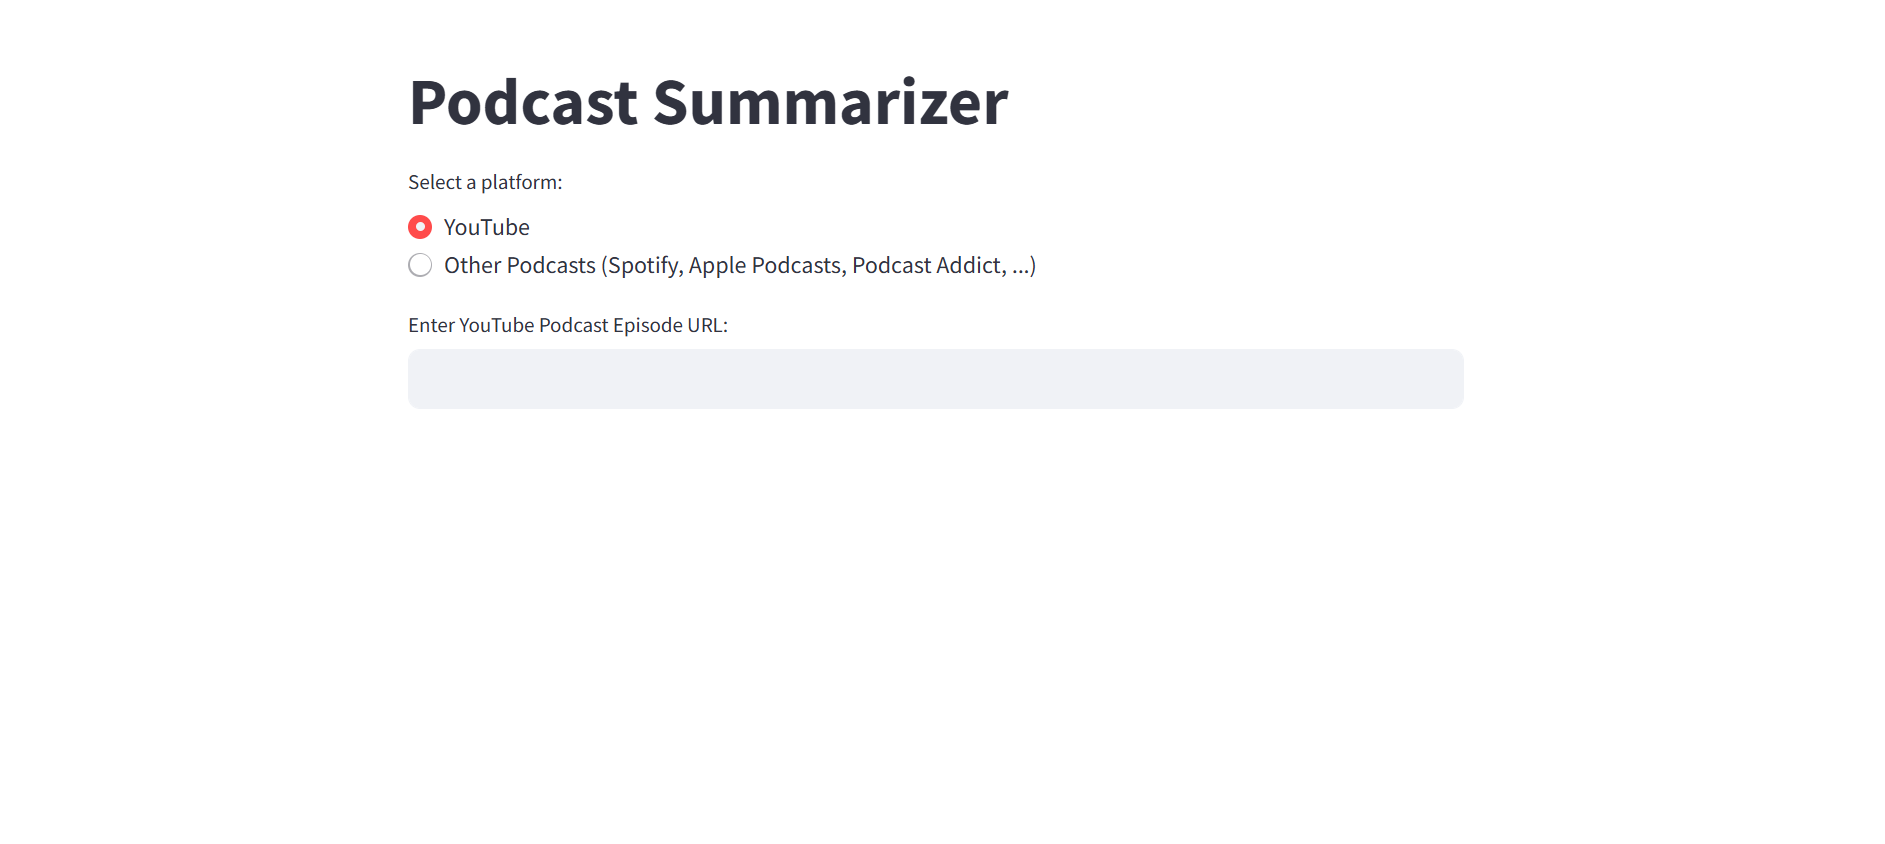 Podcast Summarizer
Select a platform:
YouTube
Other Podcasts (Spotify, Apple Podcasts, Podcast Addict, ...)
Enter YouTube Podcast Episode URL: